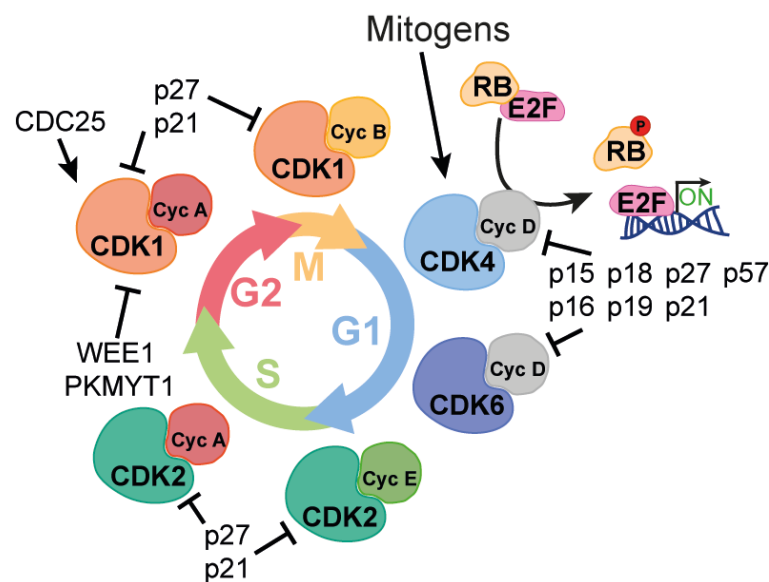 Mitogens
RB
E2F
p27
p21
CDC25
Cyc B
CDK1
P
RB
Cyc A
CDK1
E2F
ON
Cyc D
CDK4
M
G2
G1
S
p15 p18 p27 p57
p16 p19 p21
WEE1
PKMYT1
Cyc D
CDK6
Cyc A
CDK2
Cyc E
CDK2
p27
p21